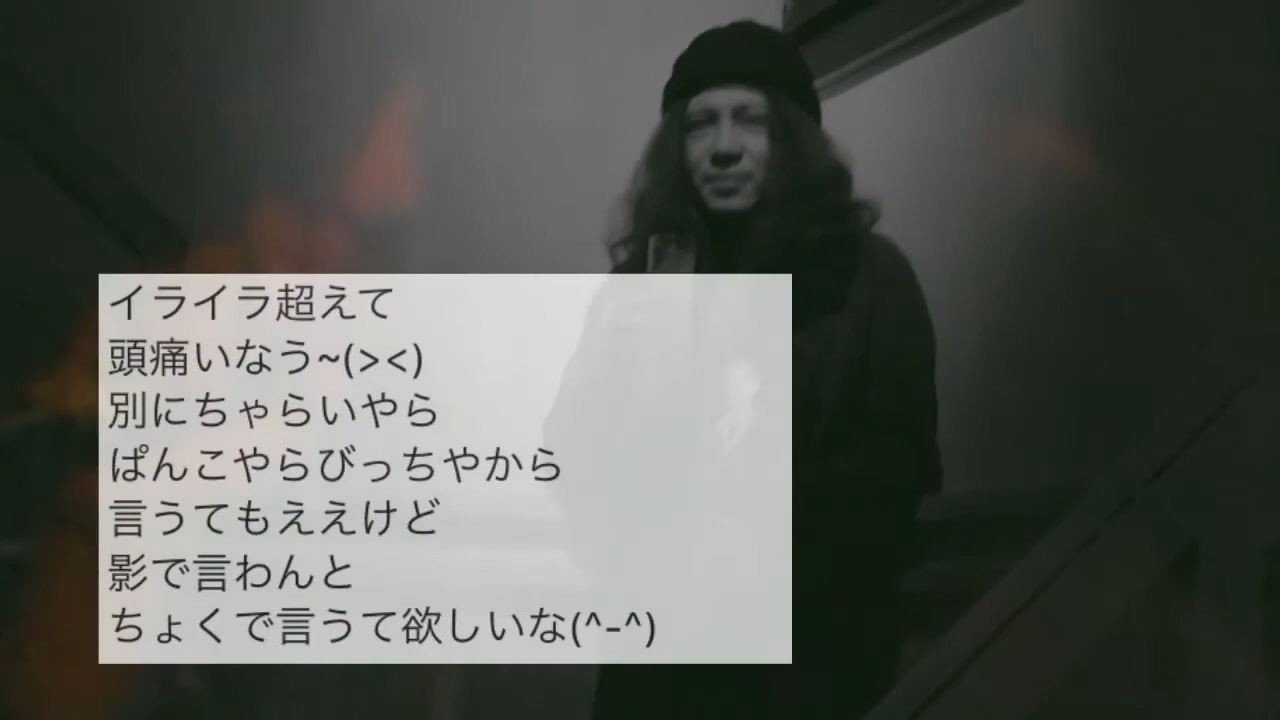 イライラ超えて
頭痛いなう~(><)
別にちゃらいやら
ぱんこやらびっちやから
言うてもええけど
影で言わんと
ちょくで言うて欲しいな(^-^)